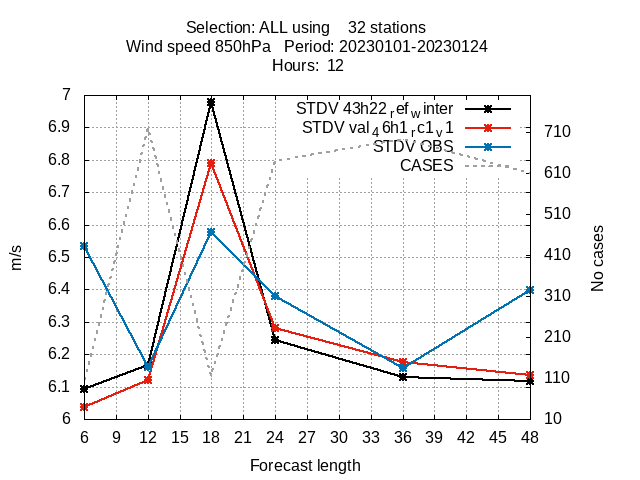 Selection: ALL using 32 stations
Wind speed 850hPa Period: 20230101-20230124
Hours: 12
STDV 43h22ref winter
STDV val46h1rc1v1
STDV OBS
CASES
7
6.9
6.8
6.7
6.6
6.5
6.4
6.3
6.2
6.1
6
710
610
510
410
310
210
110
10
m/s
No cases
6 9 12 15 18 21 24 27 30 33 36 39 42 45 48
Forecast length